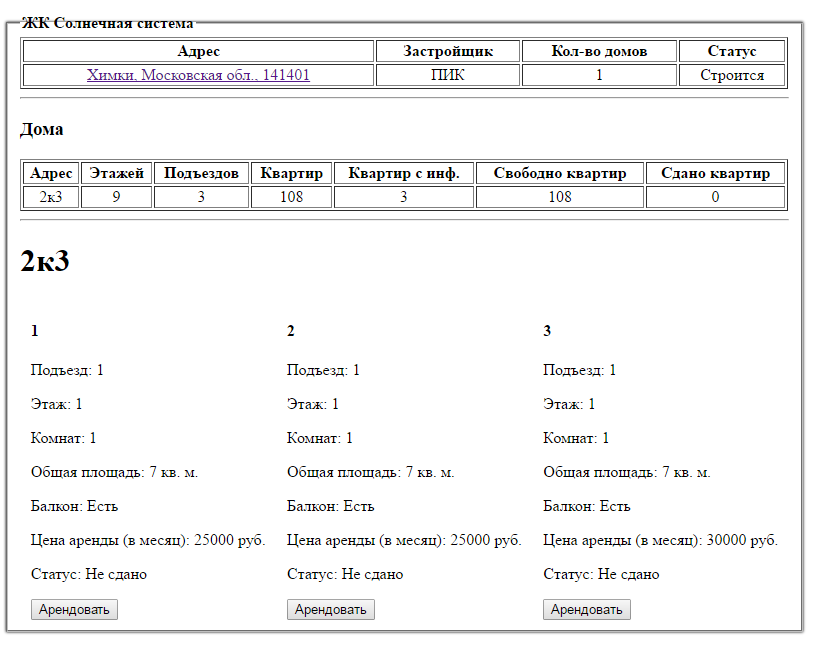 ЖК Солнечная система
Адрес Застройщик Кол-во домов Статус
Химки, Московская обл., 141401 ПИК 1 Строится
Дома
Адрес Этажей Подъездов Квартир Квартир с инф. Свободно квартир Сдано квартир
2к3 9 3 108 3 108 0
2к3
1 2 3
Подъезд: 1 Подъезд: 1 Подъезд: 1
Этаж: 1 Этаж: 1 Этаж: 1
Комнат: 1 Комнат: 1 Комнат: 1
Общая площадь: 7 кв. м. Общая площадь: 7 кв. м. Общая площадь: 7 кв. м.
Балкон: Есть Балкон: Есть Балкон: Есть
Цена аренды (в месяц): 25000 руб. Цена аренды (в месяц): 25000 руб. Цена аренды (в месяц): 30000 руб.
Статус: Не сдано Статус: Не сдано Статус: Не сдано
Арендовать Арендовать Арендовать